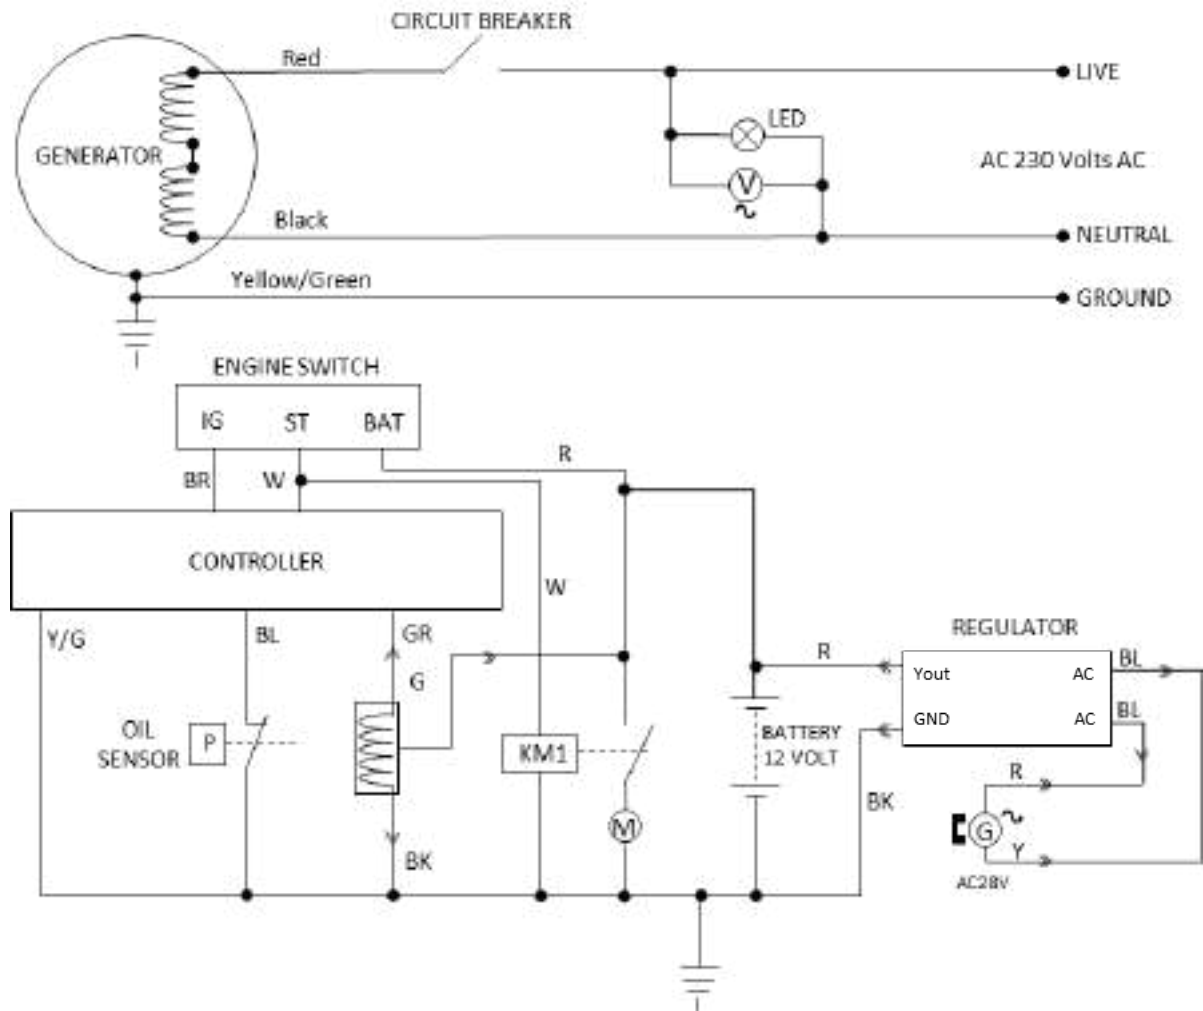 CIRCUIT BREAKER
Red
LIVE
LED
GENERATOR
AC 230 Volts AC
V
Black
NEUTRAL
Yellow/Green
GROUND
ENGINE SWITCH
IG ST BAT
R
BR W
CONTROLLER
W
Y/G BL GR
REGULATOR
R
BL
G
Yout AC
BL
GND AC
OIL
SENSOR
P
KM1
BATTERY
12 VOLT
R
BK
M
G
Y
BK
AC28V